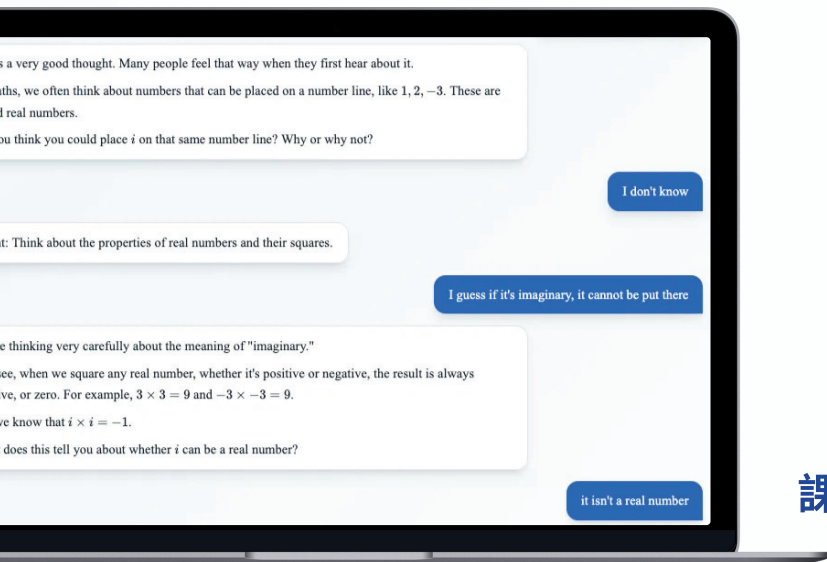 s a very good thought. Many people feel that way when they first hear about it.
ths, we often think about numbers that can be placed on a number line, like 1, 2, −3. These are
d real numbers.
ou think you could place i on that same number line? Why or why not?
I don't know
t: Think about the properties of real numbers and their squares.
I guess if it's imaginary, it cannot be put there
e thinking very carefully about the meaning of "imaginary."
ee, when we square any real number, whether it's positive or negative, the result is always
ve, or zero. For example, 3 × 3 = 9 and −3 × −3 = 9.
ve know that i × i = −1.
does this tell you about whether i can be a real number?
it isn't a real number
課